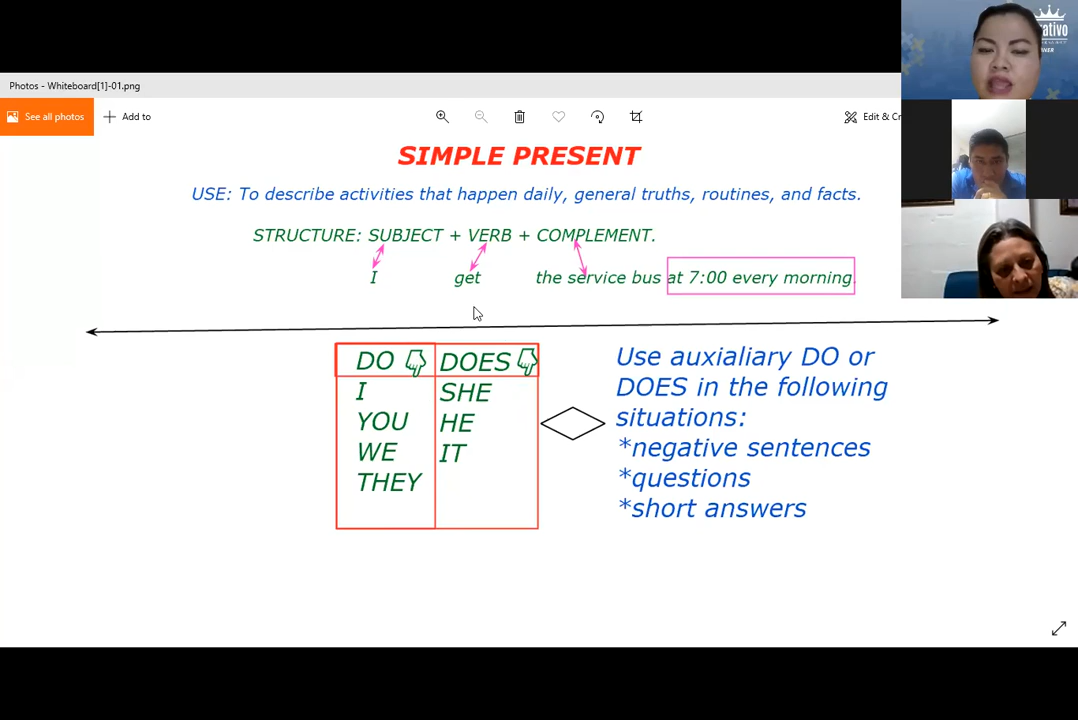 rativo
NER
Photos - Whiteboard[1]-01.png
See all photos
Add to
Edit & Cr
SIMPLE PRESENT
USE: To describe activities that happen daily, general truths, routines, and facts.
STRUCTURE: SUBJECT + VERB + COMPLEMENT.
I get the service bus at 7:00 every morning.
DO DOES
I SHE
YOU HE
WE IT
THEY
Use auxialiary DO or
DOES in the following
situations:
*negative sentences
*questions
*short answers